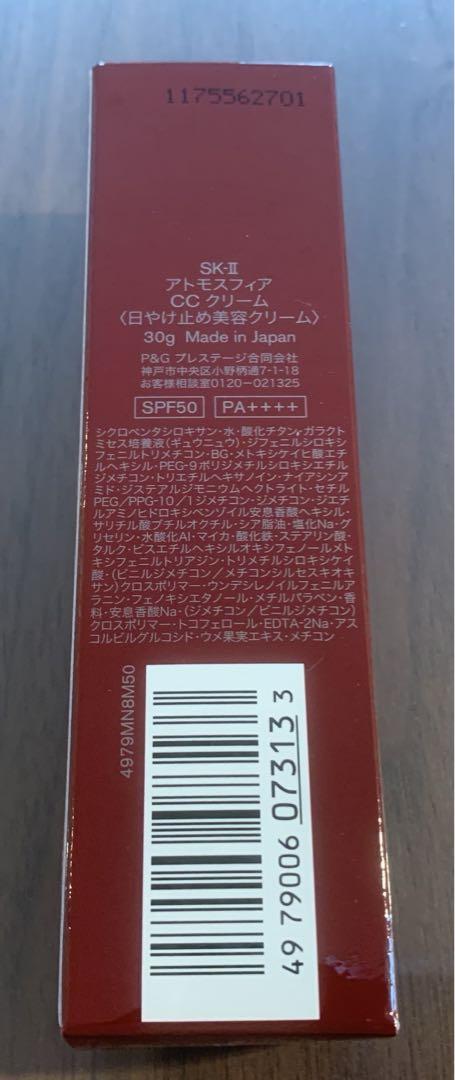 1175562701
SK-II
アトモスフィア
CC クリーム
〈日やけ止め美容クリーム〉
30g Made in Japan
P&G プレステージ合同会社
神戸市中央区小野柄通7-1-18
お客様相談室0120-021325
SPF50 PA++++
シクロペンタシロキサン・水・酸化チタン・ガラクト
ミセス培養液(ギュウニュウ)・ジフェニルシロキシ
フェニルトリメチコン・BG・メトキシケイヒ酸エチ
ルヘキシル・PEG-9ポリジメチルシロキシエチル
ジメチコン・トリエチルヘキサノイン・ナイアシンア
ミド・ジステアルジモニウムヘクトライト・セチル
PEG/PPG-10/1ジメチコン・ジメチコン・ジエチ
ルアミノヒドロキシベンゾイル安息香酸ヘキシル・
サリチル酸ブチルオクチル・シア脂油・塩化Na・グ
リセリン・水酸化Al・マイカ・酸化鉄・ステアリン酸・
タルク・ビスエチルヘキシルオキシフェノールメト
キシフェニルトリアジン・トリメチルシロキシケイ
酸・(ビニルジメチコン/メチコンシルセスキオキ
サン)クロスポリマー・ウンデシレノイルフェニルア
ラニン・フェノキシエタノール・メチルパラベン・香
料・安息香酸Na・(ジメチコン/ビニルジメチコン)
クロスポリマー・トコフェロール・EDTA-2Na・アス
コルビルグルコシド・ウメ果実エキス・メチコン
4979MN8M50
4979006073133